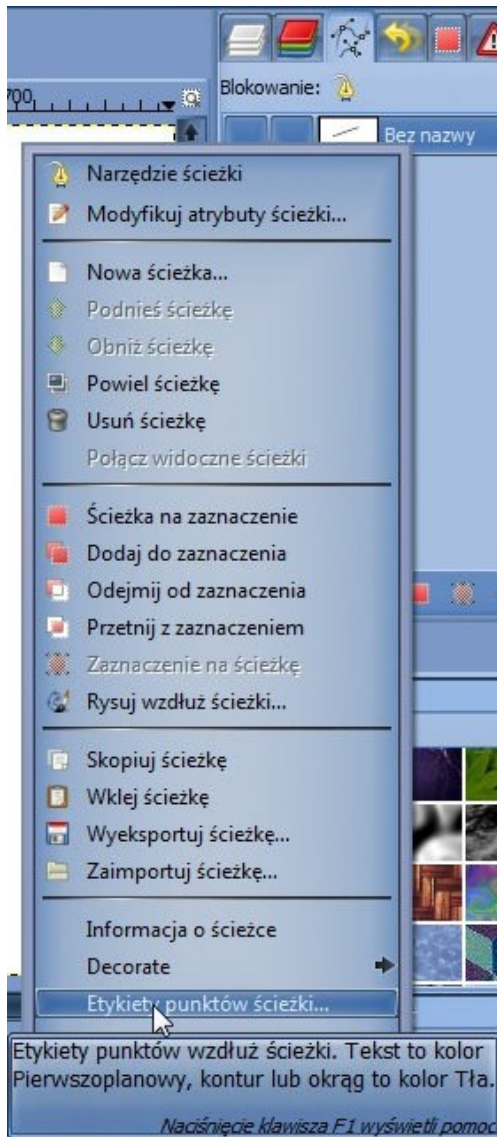 700
Blokowanie:
Bez nazwy
Narzędzie ścieżki
Modyfikuj atrybuty ścieżki...
Nowa ścieżka...
Podnieś ścieżkę
Obniż ścieżkę
Powiel ścieżkę
Usuń ścieżkę
Połącz widoczne ścieżki
Ścieżka na zaznaczenie
Dodaj do zaznaczenia
Odejmij od zaznaczenia
Przetnij z zaznaczeniem
Zaznaczenie na ścieżkę
Rysuj wzdłuż ścieżki...
Skopiuj ścieżkę
Wklej ścieżkę
Wyeksportuj ścieżkę...
Zaimportuj ścieżkę...
Informacja o ścieżce
Decorate
Etykiety punktów ścieżki...
Etykiety punktów wzdłuż ścieżki. Tekst to kolor
Pierwszoplanowy, kontur lub okrąg to kolor Tła.
Naciśnięcie klawisza F1 wyświetli pomoc